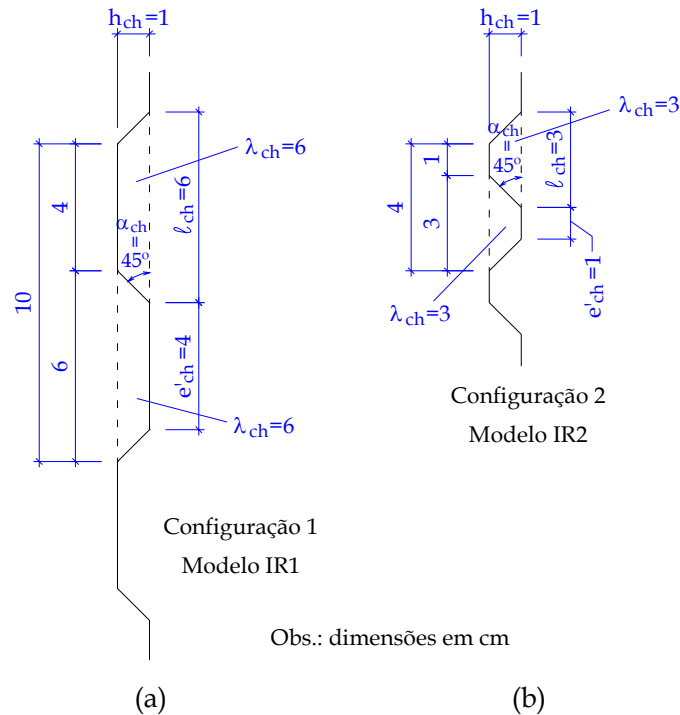 h_ch=1
λ_ch=6
α_ch
=
45º
ℓ_ch=6
4
10
6
e'_ch=4
λ_ch=6
Configuração 1
Modelo IR1
(a)
h_ch=1
λ_ch=3
α_ch
=
45º
ℓ_ch=3
1
4
3
e'_ch=1
λ_ch=3
Configuração 2
Modelo IR2
Obs.: dimensões em cm
(b)